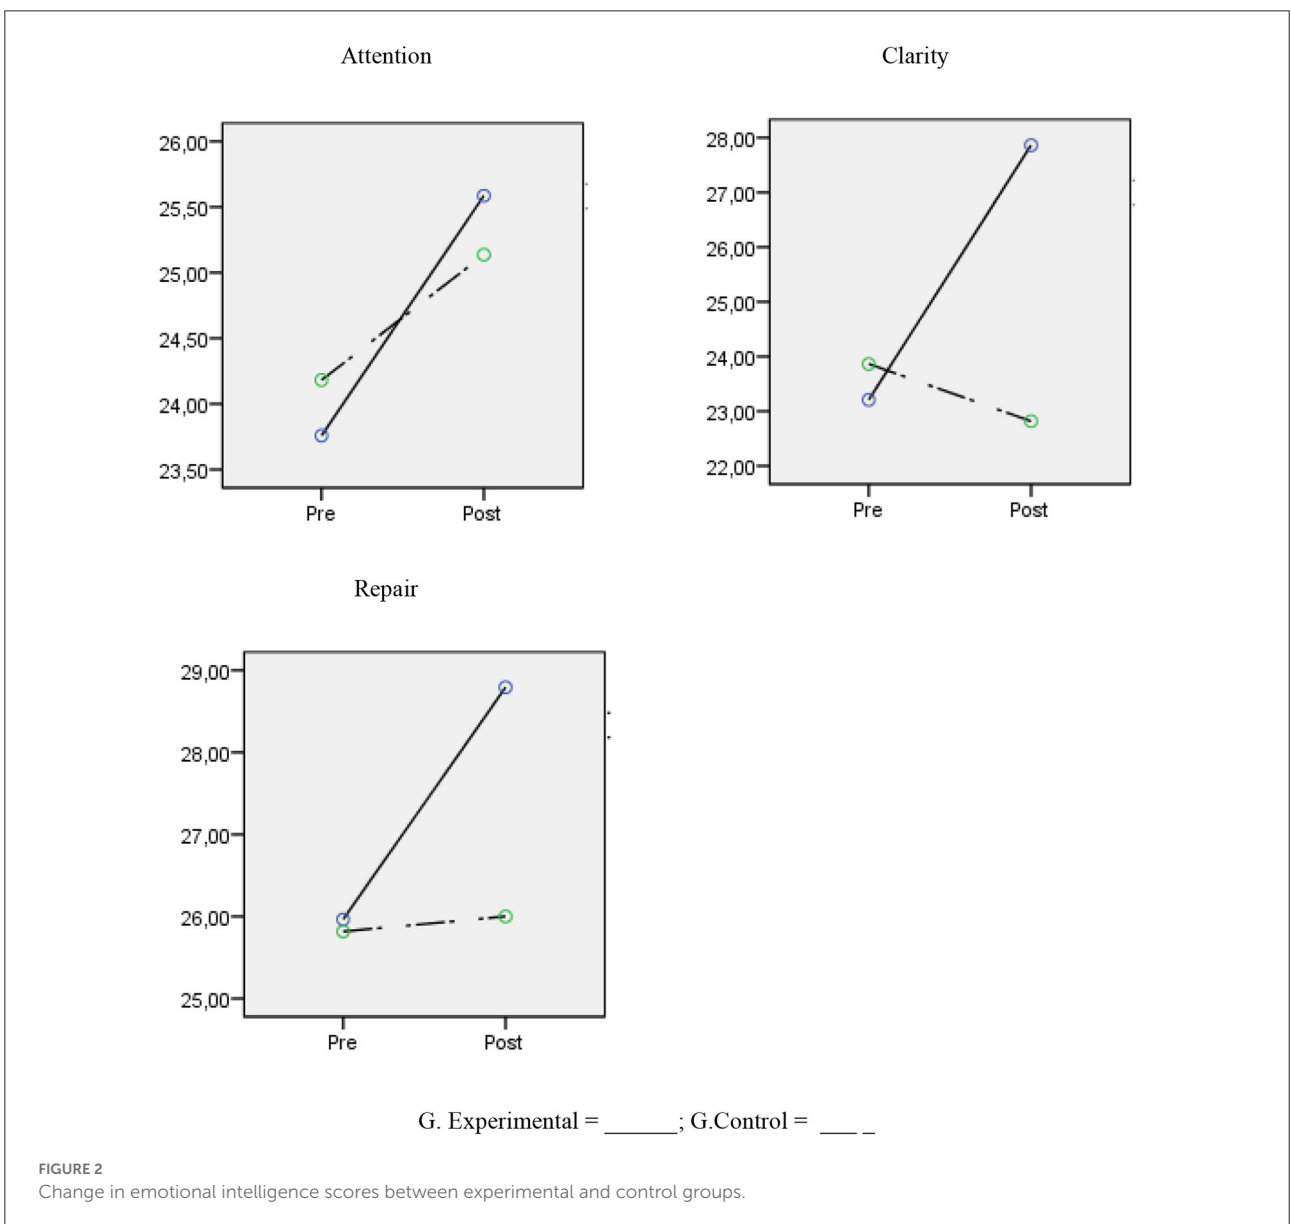 Attention
26,00
25,50
25,00
24,50
24,00
23,50
Pre Post
Clarity
28,00
27,00
26,00
25,00
24,00
23,00
22,00
Pre Post
Repair
29,00
28,00
27,00
26,00
25,00
Pre Post
G. Experimental = ______; G.Control = ___ _
FIGURE 2
Change in emotional intelligence scores between experimental and control groups.